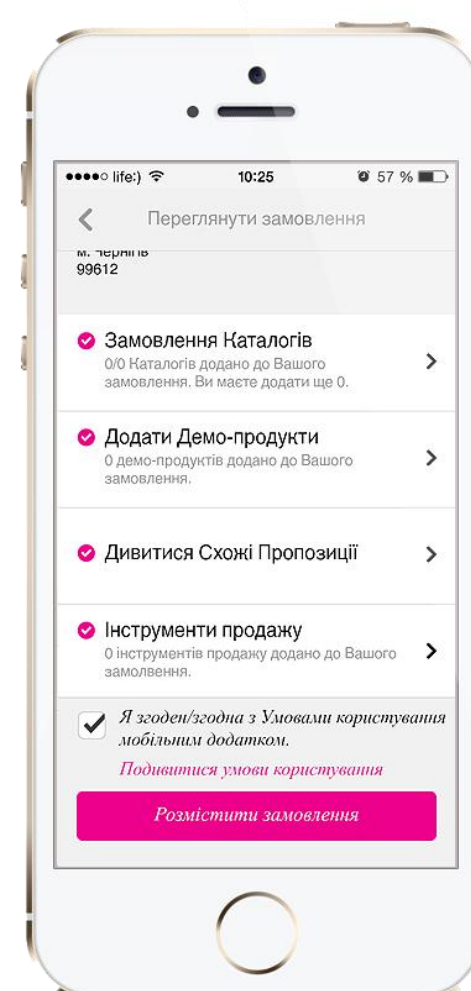 life:) 10:25 57 %
Переглянути замовлення
м. Чернігів
99612
Замовлення Каталогів
0/0 Каталогів додано до Вашого
замовлення. Ви маєте додати ще 0.
Додати Демо-продукти
0 демо-продуктів додано до Вашого
замовлення.
Дивитися Схожі Пропозиції
Інструменти продажу
0 інструментів продажу додано до Вашого
замолвення.
Я згоден/згодна з Умовами користування
мобільним додатком.
Подивитися умови користування
Розмістити замовлення